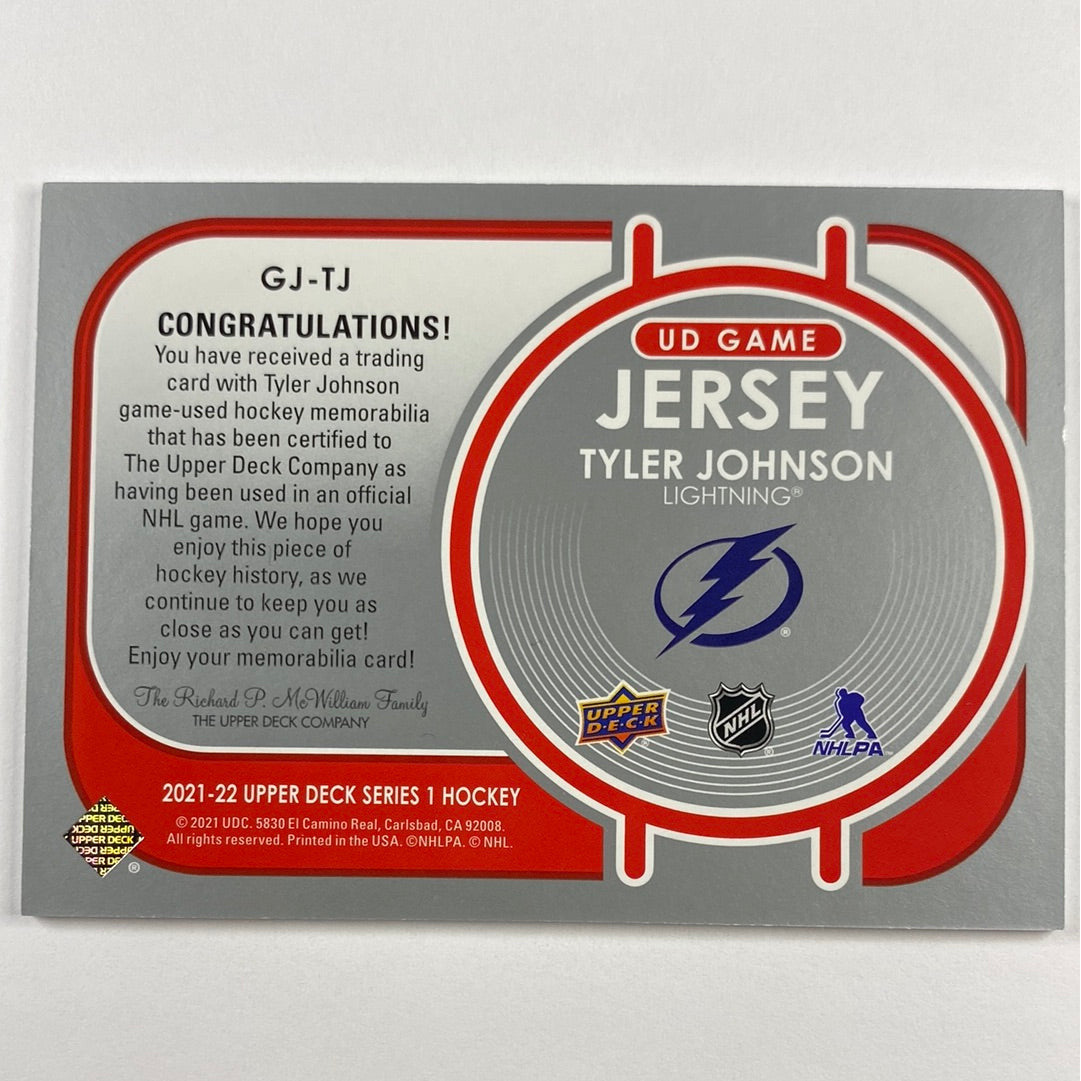 GJ-TJ
CONGRATULATIONS!
You have received a trading
card with Tyler Johnson
game-used hockey memorabilia
that has been certified to
The Upper Deck Company as
having been used in an official
NHL game. We hope you
enjoy this piece of
hockey history, as we
continue to keep you as
close as you can get!
Enjoy your memorabilia card!
The Richard P. McWilliam Family
THE UPPER DECK COMPANY
2021-22 UPPER DECK SERIES 1 HOCKEY
© 2021 UDC. 5830 El Camino Real, Carlsbad, CA 92008.
All rights reserved. Printed in the USA. ©NHLPA. © NHL.
UPPER DECK
®
UD GAME
JERSEY
TYLER JOHNSON
LIGHTNING®
®
UPPER
D·E·C·K
®
NHL
®
NHLPA